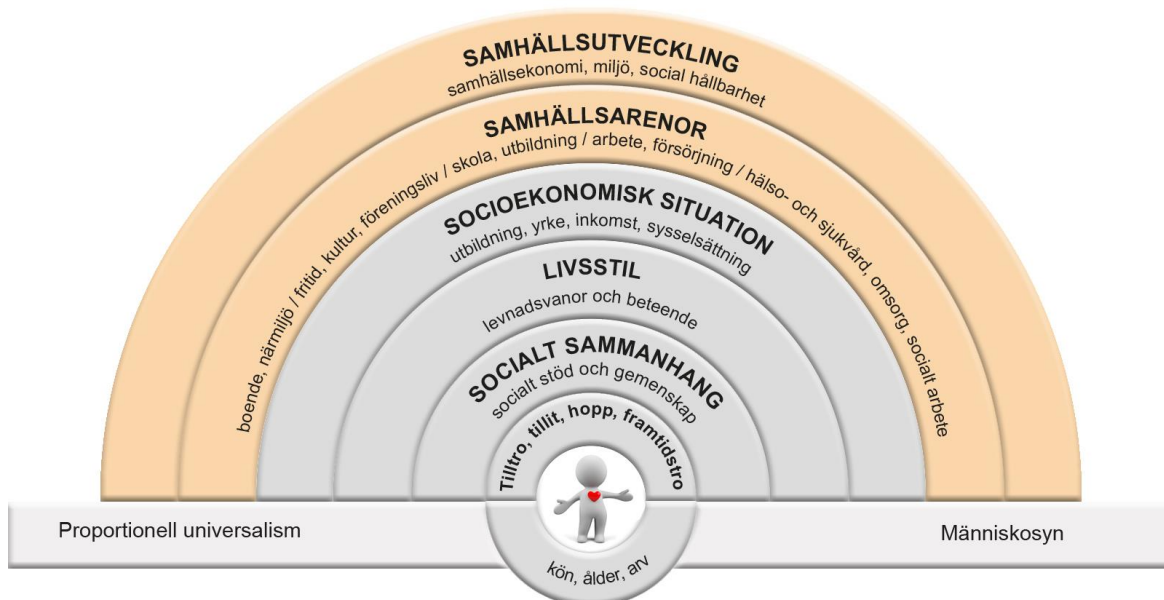 SAMHÄLLSUTVECKLING
samhällsekonomi, miljö, social hållbarhet
SAMHÄLLSARENOR
boende, närmiljö / fritid, kultur, föreningsliv / skola, utbildning / arbete, försörjning / hälso- och sjukvård, omsorg, socialt arbete
SOCIOEKONOMISK SITUATION
utbildning, yrke, inkomst, sysselsättning
LIVSSTIL
levnadsvanor och beteende
SOCIALT SAMMANHANG
socialt stöd och gemenskap
Tilltro, tillit, hopp, framtidstro
Proportionell universalism
Människosyn
kön, ålder, arv